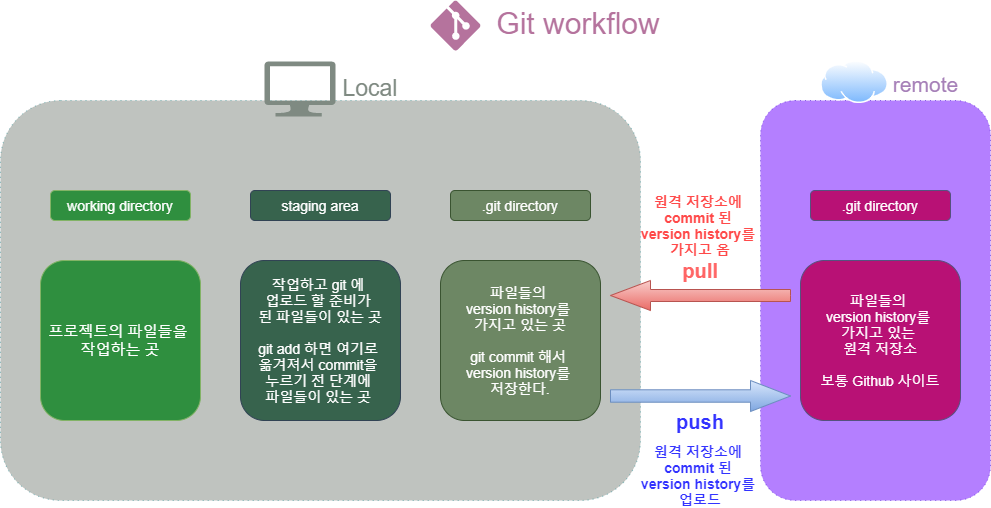 Git workflow
Local
remote
working directory
staging area
.git directory
.git directory
프로젝트의 파일들을
작업하는 곳
작업하고 git 에
업로드 할 준비가
된 파일들이 있는 곳
git add 하면 여기로
옮겨져서 commit을
누르기 전 단계에
파일들이 있는 곳
파일들의
version history를
가지고 있는 곳
git commit 해서
version history를
저장한다.
원격 저장소에
commit 된
version history를
가지고 옴
pull
push
원격 저장소에
commit 된
version history를
업로드
파일들의
version history를
가지고 있는
원격 저장소
보통 Github 사이트